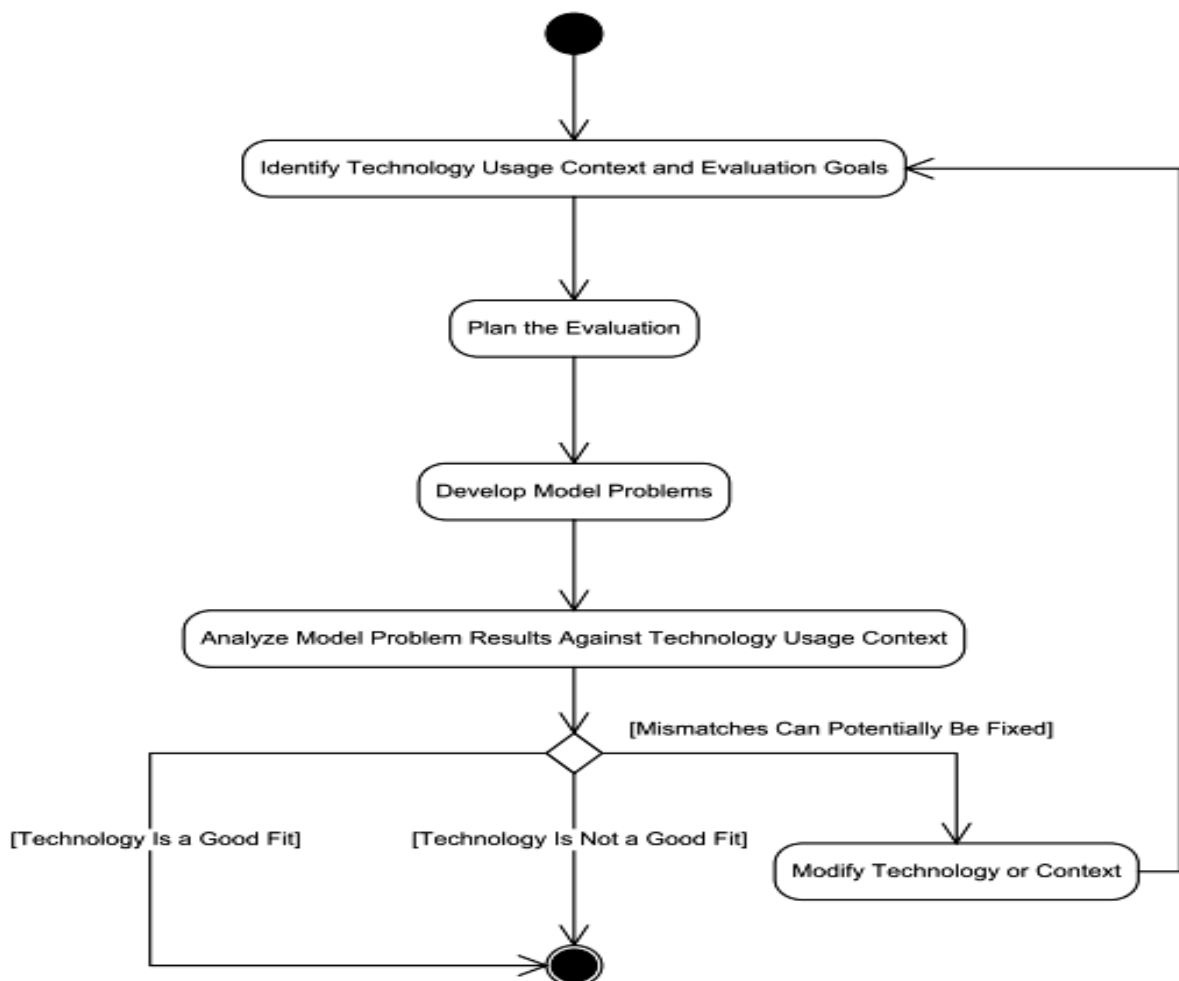 Identify Technology Usage Context and Evaluation Goals
Plan the Evaluation
Develop Model Problems
Analyze Model Problem Results Against Technology Usage Context
[Mismatches Can Potentially Be Fixed]
[Technology Is a Good Fit]
[Technology Is Not a Good Fit]
Modify Technology or Context